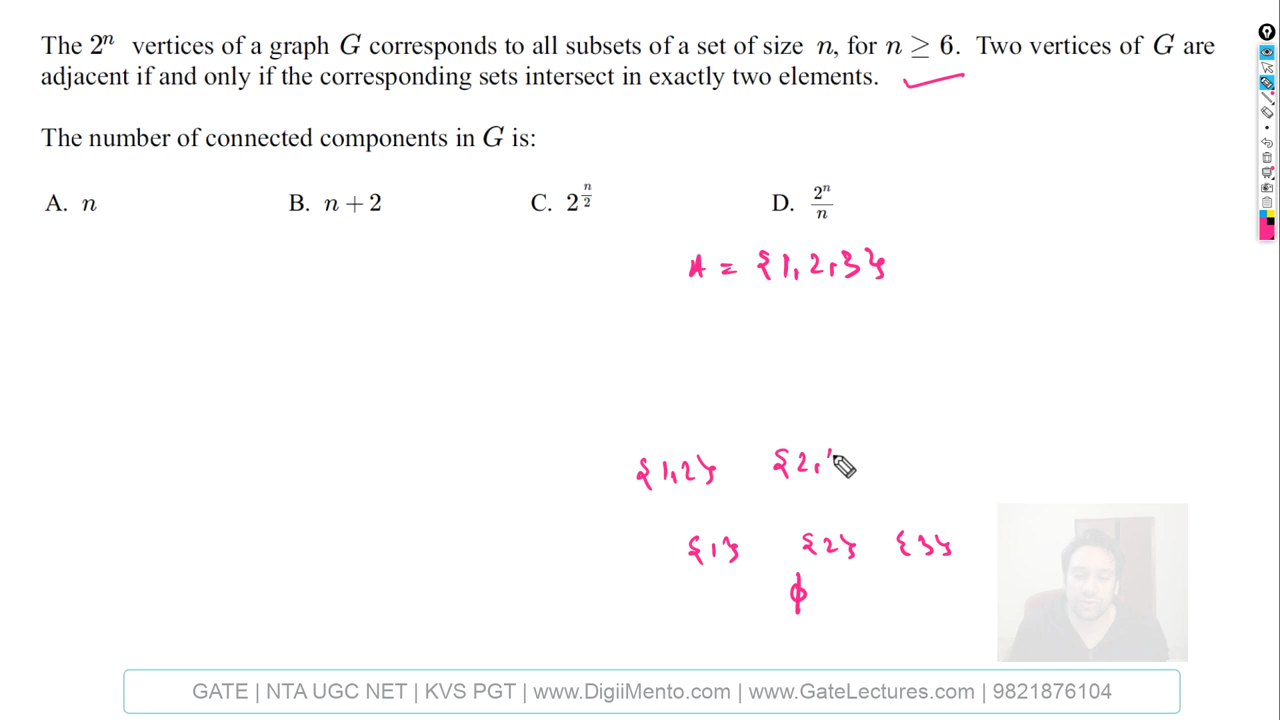 The 2ⁿ vertices of a graph G corresponds to all subsets of a set of size n, for n ≥ 6. Two vertices of G are
adjacent if and only if the corresponding sets intersect in exactly two elements.
The number of connected components in G is:
A. n B. n + 2 C. 2^(n/2) D. 2ⁿ/n
A = {1, 2, 3}
{1, 2} {2,
{1} {2} {3}
ϕ
GATE | NTA UGC NET | KVS PGT | www.DigiiMento.com | www.GateLectures.com | 9821876104